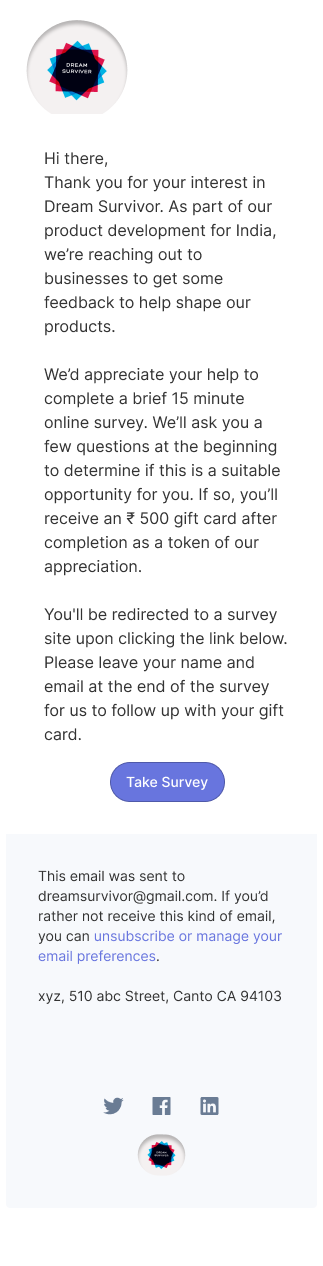 DREAM
SURVIVER
Hi there,
Thank you for your interest in
Dream Survivor. As part of our
product development for India,
we’re reaching out to
businesses to get some
feedback to help shape our
products.
We’d appreciate your help to
complete a brief 15 minute
online survey. We’ll ask you a
few questions at the beginning
to determine if this is a suitable
opportunity for you. If so, you’ll
receive an ₹ 500 gift card after
completion as a token of our
appreciation.
You'll be redirected to a survey
site upon clicking the link below.
Please leave your name and
email at the end of the survey
for us to follow up with your gift
card.
Take Survey
This email was sent to
dreamsurvivor@gmail.com. If you’d
rather not receive this kind of email,
you can unsubscribe or manage your
email preferences.
xyz, 510 abc Street, Canto CA 94103
DREAM
SURVIVER